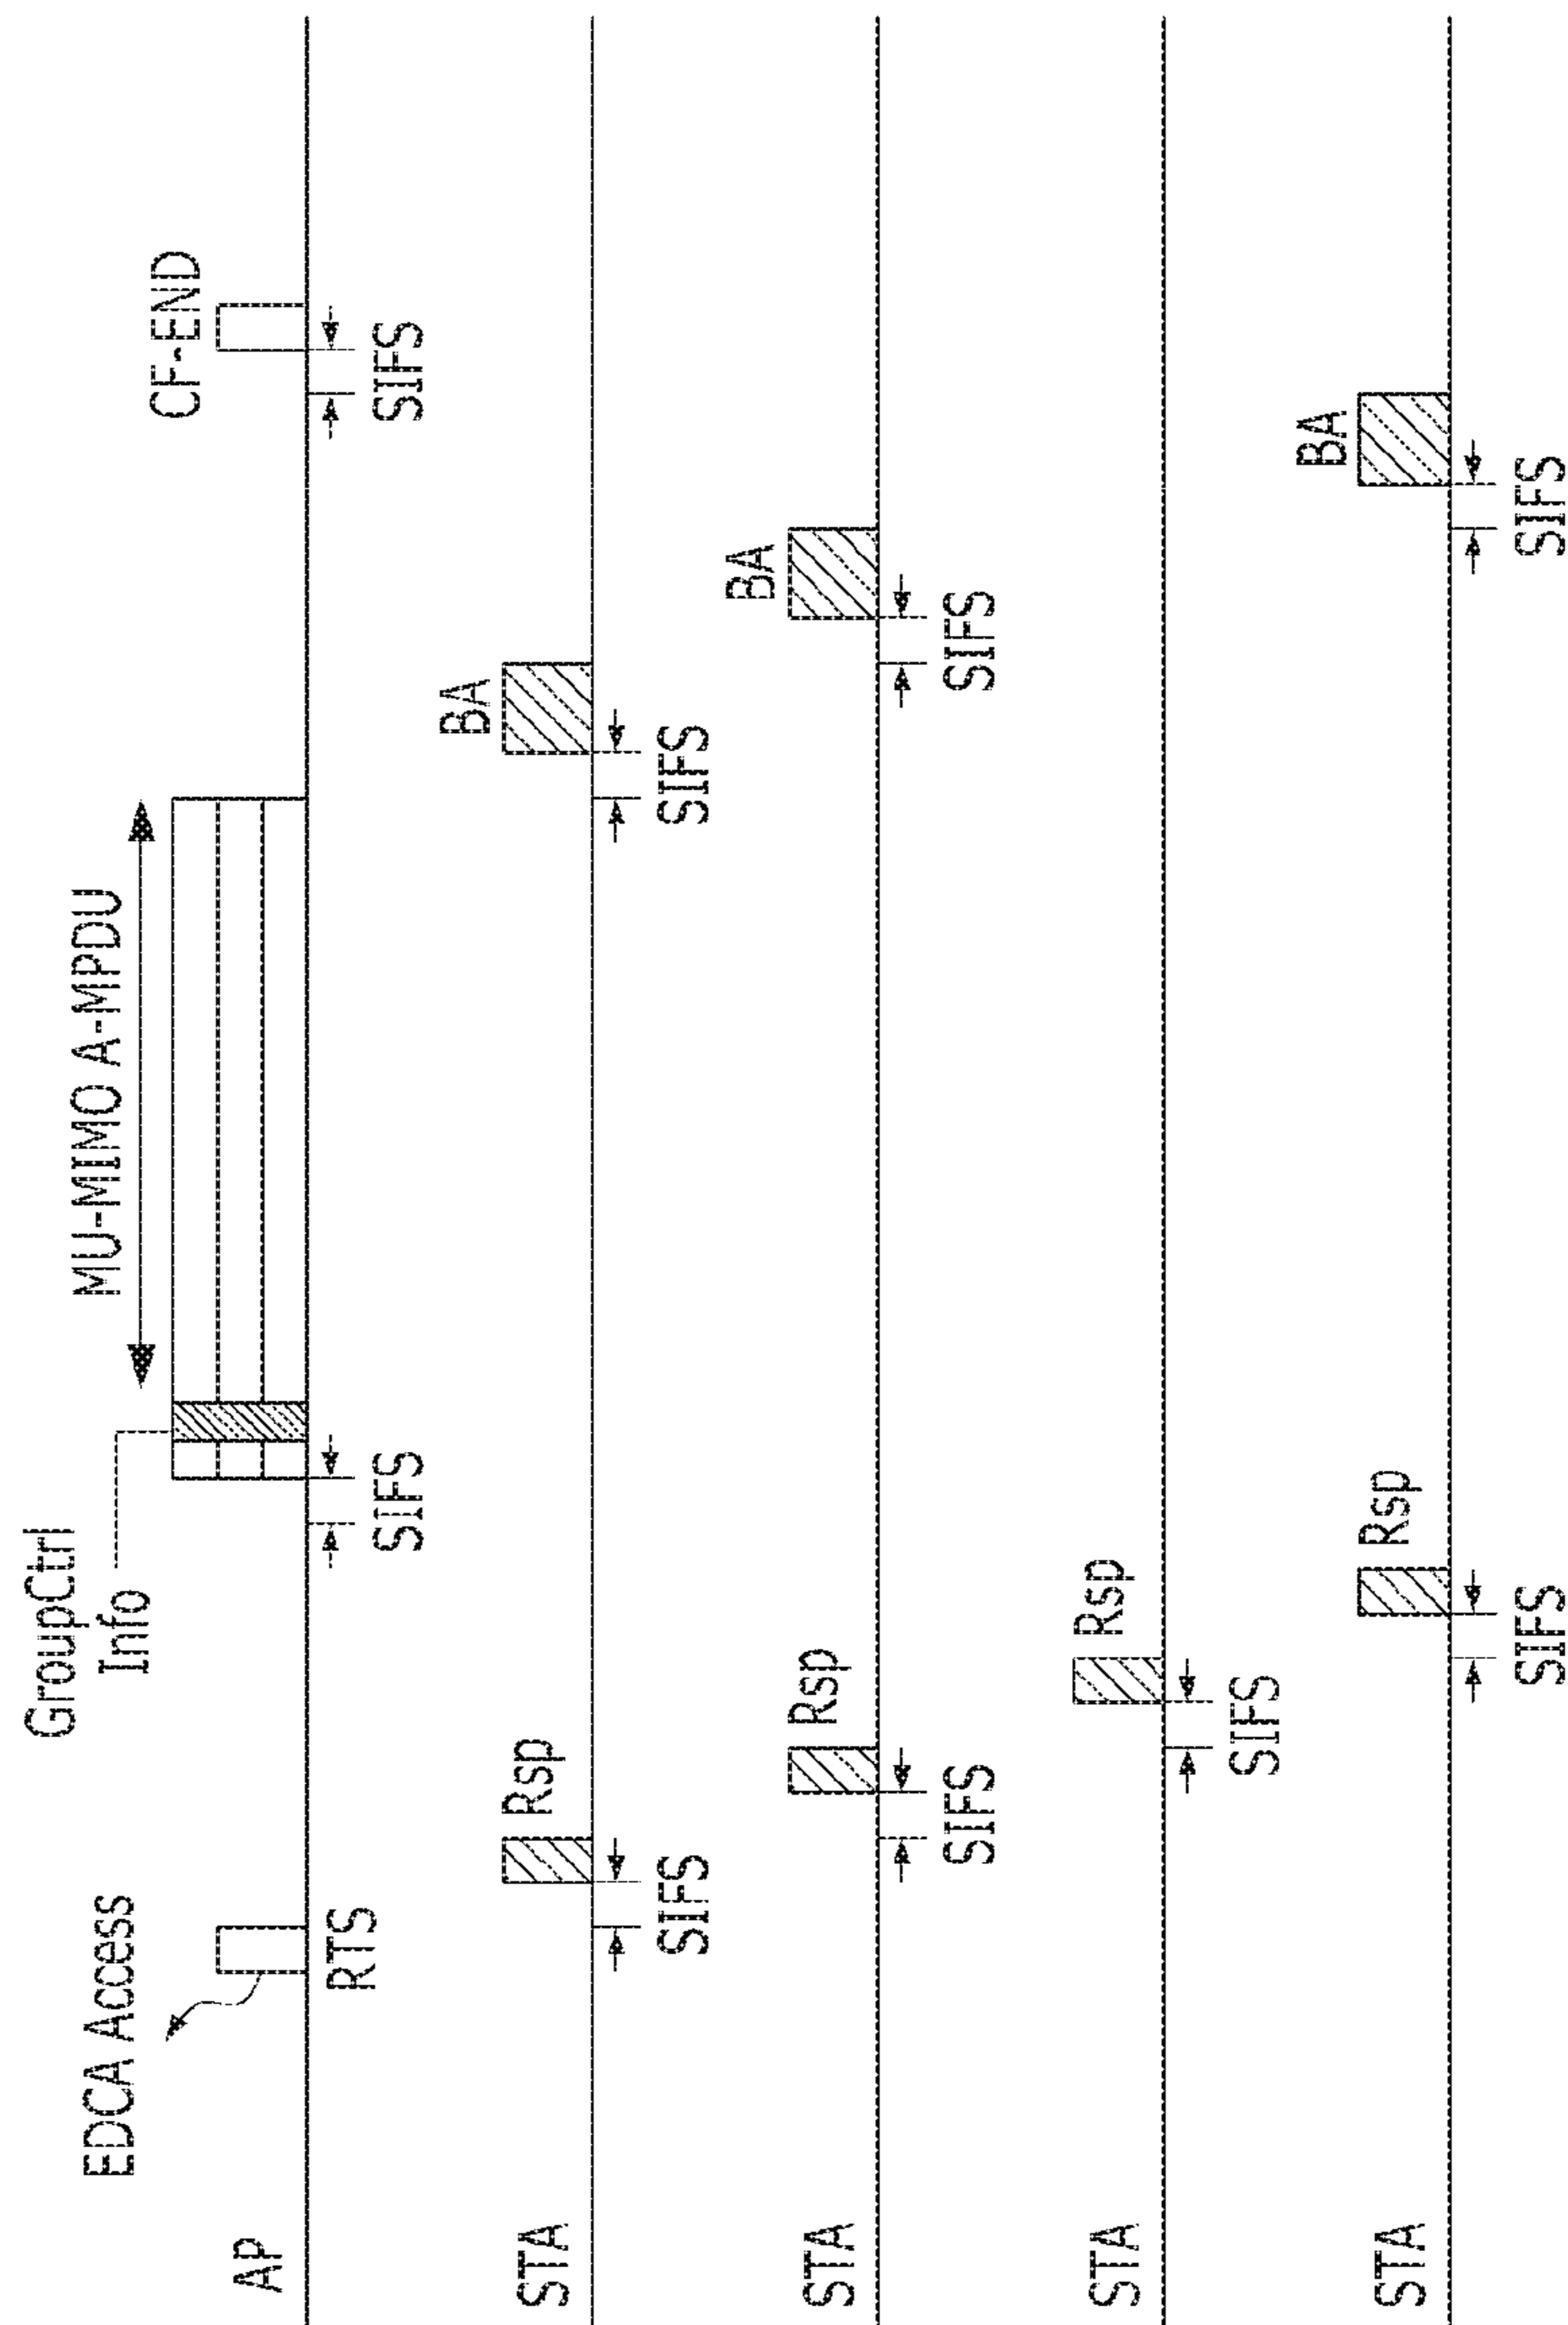 EDCA Access
GroupCtrl
Info
MU-MIMO A-MPDU
CF-END
AP
RTS
SIFS
SIFS
STA
Rsp
SIFS
BA
SIFS
STA
Rsp
SIFS
BA
SIFS
STA
Rsp
SIFS
STA
Rsp
SIFS
BA
SIFS